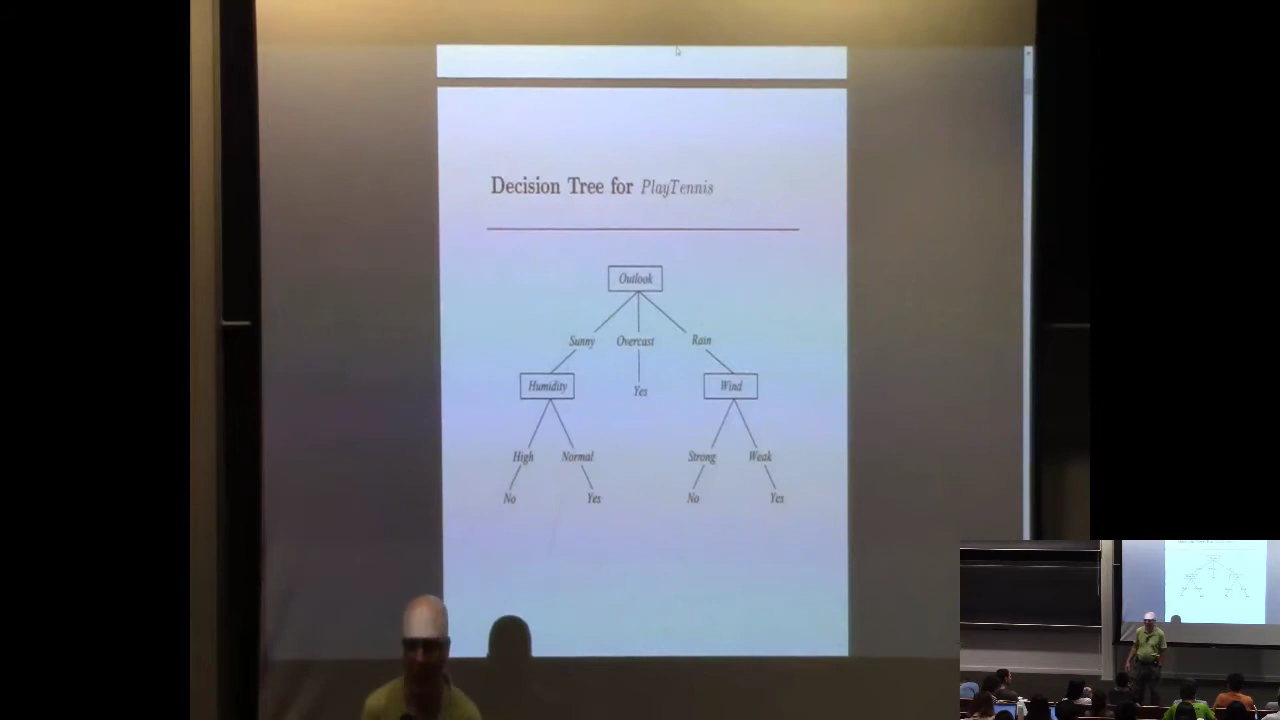 Decision Tree for PlayTennis
Outlook
Sunny Overcast Rain
Humidity Yes Wind
High Normal Strong Weak
No Yes No Yes